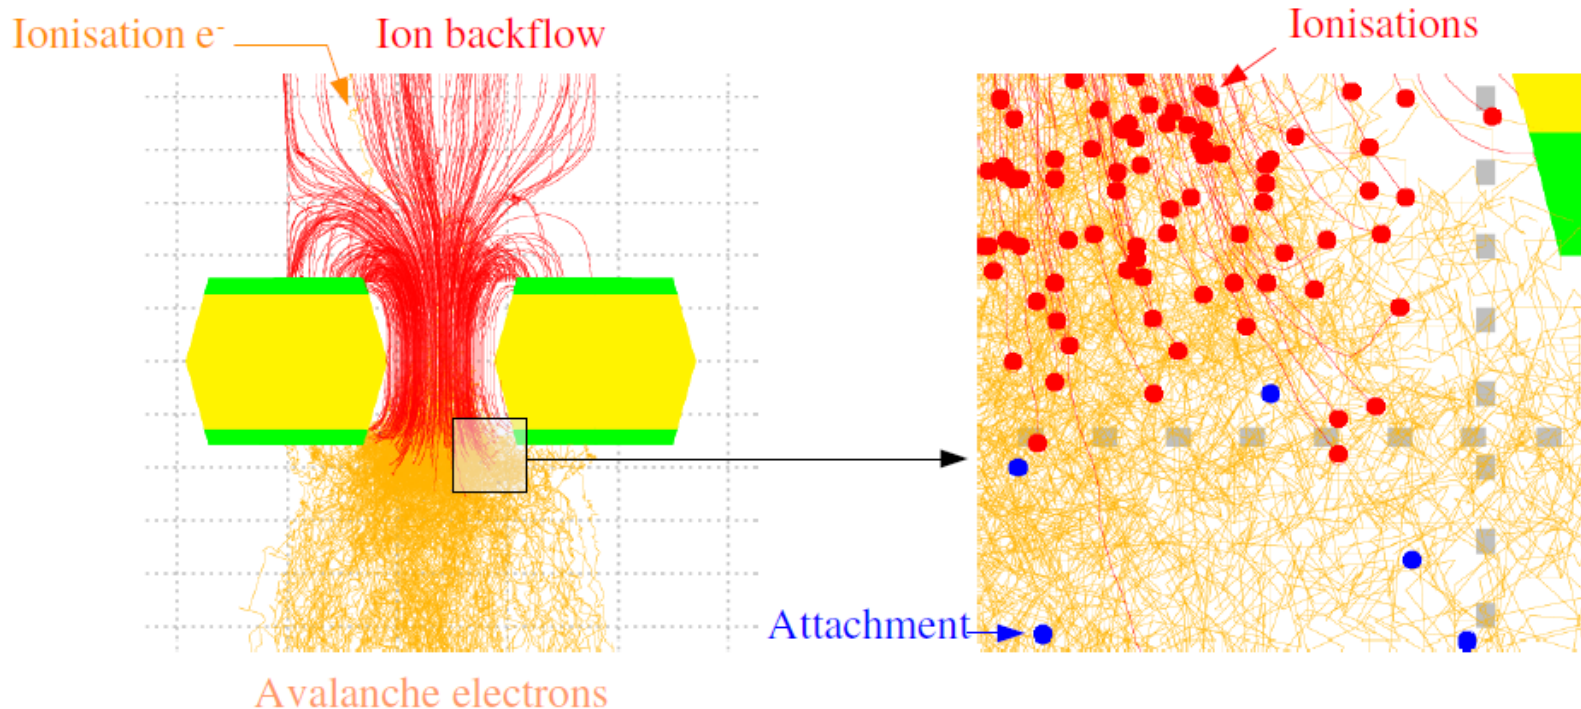 Ionisation e-
Ion backflow
Ionisations
Attachment
Avalanche electrons